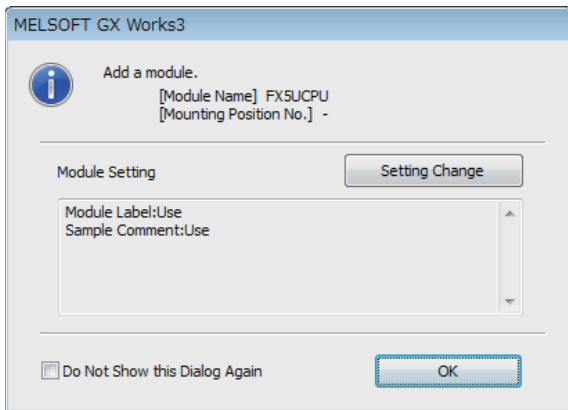 MELSOFT GX Works3
Add a module.
[Module Name] FX5UCPU
[Mounting Position No.] -
Module Setting
Setting Change
Module Label:Use
Sample Comment:Use
Do Not Show this Dialog Again
OK